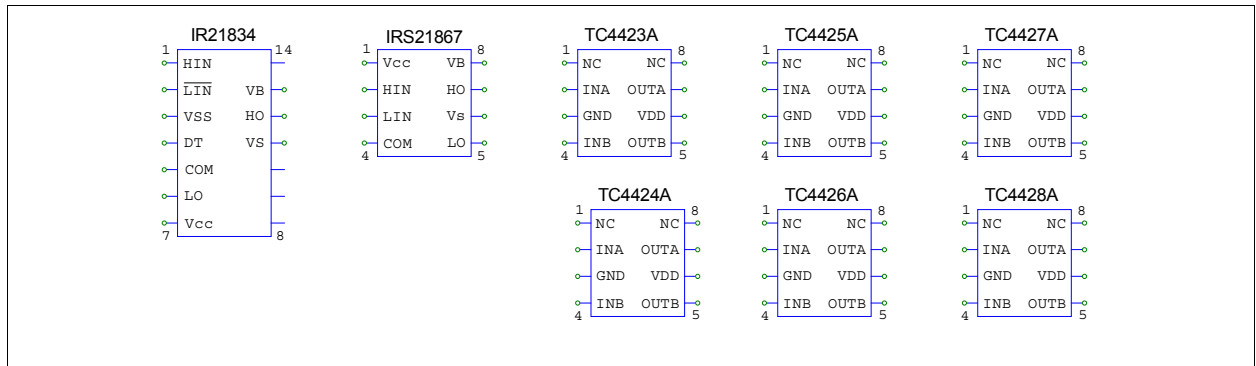 IR21834
1 14
HIN
LIN VB
VSS HO
DT VS
COM
LO
Vcc
7 8
IRS21867
1 8
Vcc VB
HIN HO
LIN Vs
COM LO
4 5
TC4423A
1 8
NC NC
INA OUTA
GND VDD
INB OUTB
4 5
TC4425A
1 8
NC NC
INA OUTA
GND VDD
INB OUTB
4 5
TC4427A
1 8
NC NC
INA OUTA
GND VDD
INB OUTB
4 5
TC4424A
1 8
NC NC
INA OUTA
GND VDD
INB OUTB
4 5
TC4426A
1 8
NC NC
INA OUTA
GND VDD
INB OUTB
4 5
TC4428A
1 8
NC NC
INA OUTA
GND VDD
INB OUTB
4 5